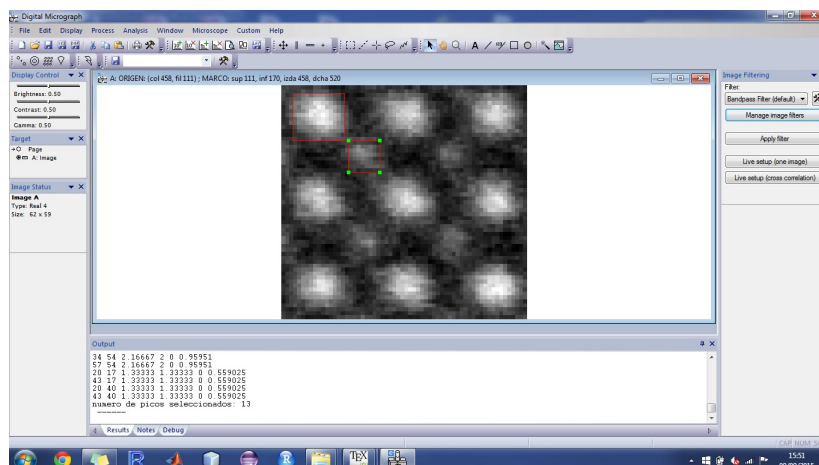 Digital Micrograph
File Edit Display Process Analysis Window Microscope Custom Help
Display Control
Brightness: 0.50
Contrast: 0.50
Gamma: 0.50
Target
Page
A: Image
Image Status
Image A
Type: Real 4
Size: 62 x 59
A: ORIGEN: (col 458, fil 111) ; MARCO: sup 111, inf 170, izda 458, dcha 520
Image Filtering
Filter:
Bandpass Filter (default)
Manage image filters
Apply filter
Live setup (one image)
Live setup (cross correlation)
Output
34 54 2.16667 2 0 0.95951
57 54 2.16667 2 0 0.95951
20 17 1.33333 1.33333 0 0.559025
43 17 1.33333 1.33333 0 0.559025
20 40 1.33333 1.33333 0 0.559025
43 40 1.33333 1.33333 0 0.559025
numero de picos seleccionados: 13
------
Results Notes Debug
CAP NUM
TEX
15:51